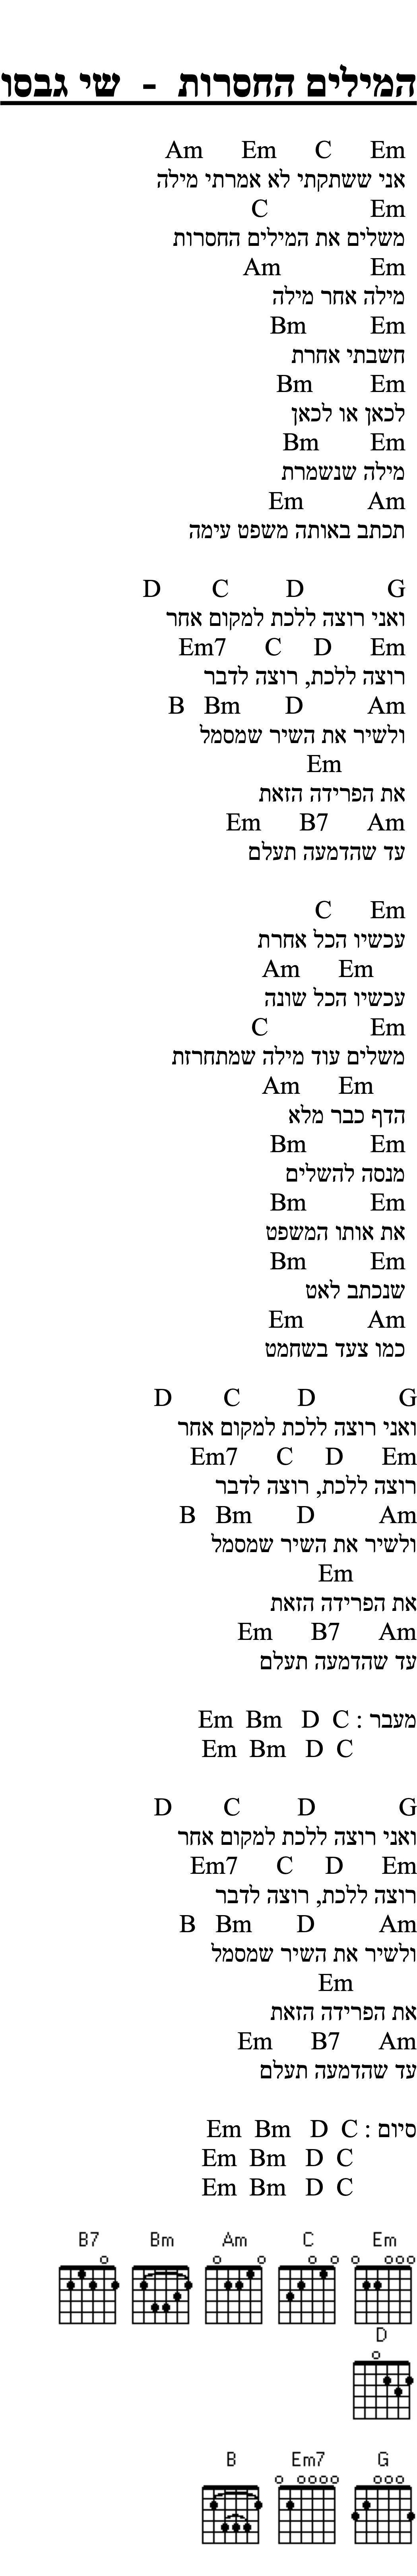 המילים החסרות - שי גבסו
Am Em C Em
אני ששתקתי לא אמרתי מילה
C Em
משלים את המילים החסרות
Am Em
מילה אחר מילה
Bm Em
חשבתי אחרת
Bm Em
לכאן או לכאן
Bm Em
מילה שנשמרת
Em Am
תכתב באותה משפט עימה
D C D G
ואני רוצה ללכת למקום אחר
Em7 C D Em
רוצה ללכת, רוצה לדבר
B Bm D Am
ולשיר את השיר שמסמל
Em
את הפרידה הזאת
Em B7 Am
עד שהדמעה תעלם
C Em
עכשיו הכל אחרת
Am Em
עכשיו הכל שונה
C Em
משלים עוד מילה שמתחרזת
Am Em
הדף כבר מלא
Bm Em
מנסה להשלים
Bm Em
את אותו המשפט
Bm Em
שנכתב לאט
Em Am
כמו צעד בשחמט
D C D G
ואני רוצה ללכת למקום אחר
Em7 C D Em
רוצה ללכת, רוצה לדבר
B Bm D Am
ולשיר את השיר שמסמל
Em
את הפרידה הזאת
Em B7 Am
עד שהדמעה תעלם
מעבר : Em Bm D C
Em Bm D C
D C D G
ואני רוצה ללכת למקום אחר
Em7 C D Em
רוצה ללכת, רוצה לדבר
B Bm D Am
ולשיר את השיר שמסמל
Em
את הפרידה הזאת
Em B7 Am
עד שהדמעה תעלם
סיום : Em Bm D C
Em Bm D C
Em Bm D C
B7 Bm Am C Em
D
B Em7 G